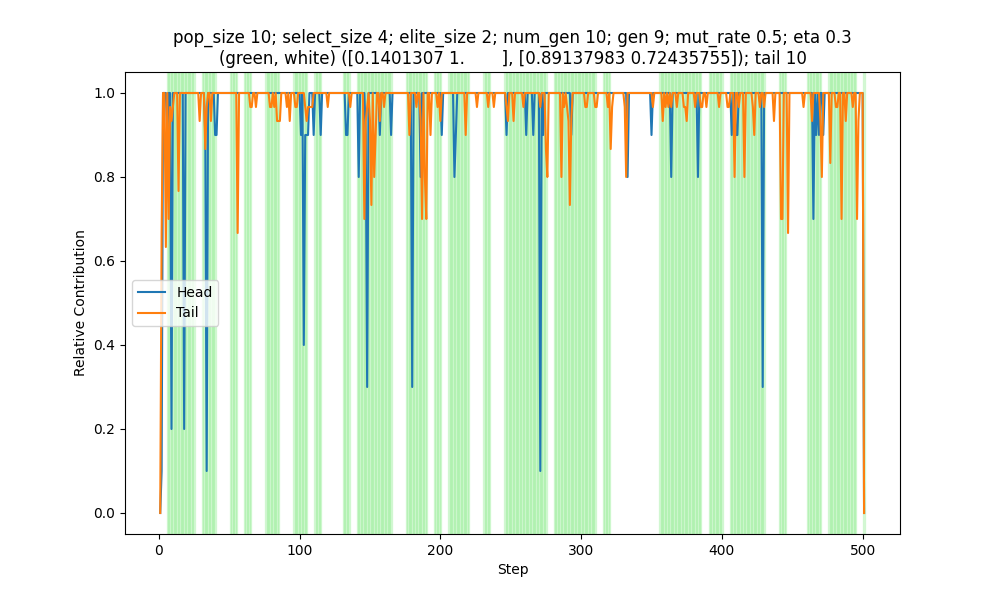 pop_size 10; select_size 4; elite_size 2; num_gen 10; gen 9; mut_rate 0.5; eta 0.3
(green, white) ([0.1401307 1.        ], [0.89137983 0.72435755]); tail 10
1.0
0.8
0.6
0.4
0.2
0.0
Relative Contribution
Head
Tail
0
100
200
300
400
500
Step